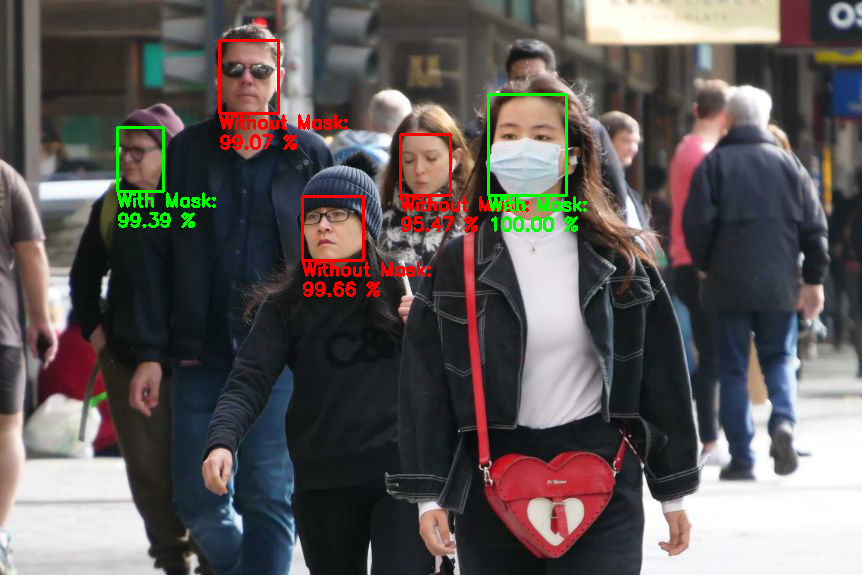 OS
Without Mask:
99.07 %
With Mask:
99.39 %
Without Mask:
95.47 %
With Mask:
100.00 %
Without Mask:
99.66 %